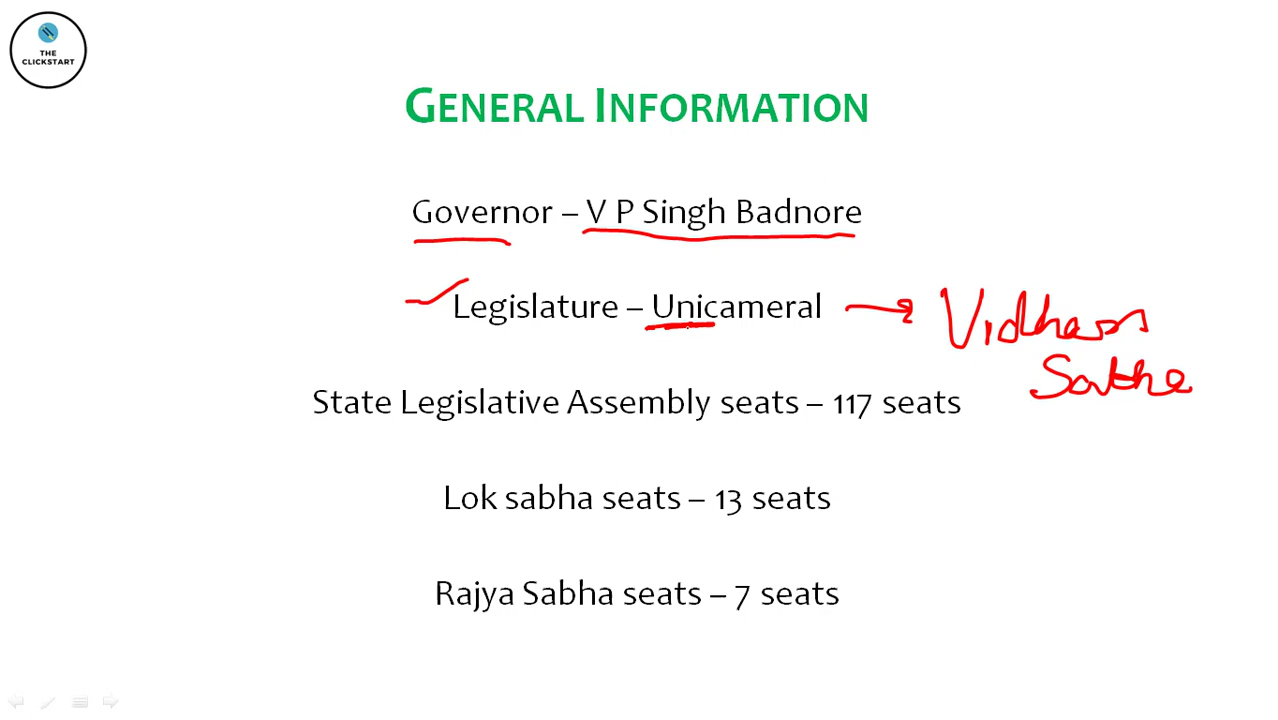 THE
CLICKSTART
GENERAL INFORMATION
Governor – V P Singh Badnore
Legislature – Unicameral → Vidhan
Sabha
State Legislative Assembly seats – 117 seats
Lok sabha seats – 13 seats
Rajya Sabha seats – 7 seats